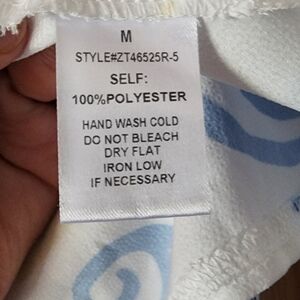 M
STYLE#ZT46525R-5
SELF:
100%POLYESTER
HAND WASH COLD
DO NOT BLEACH
DRY FLAT
IRON LOW
IF NECESSARY